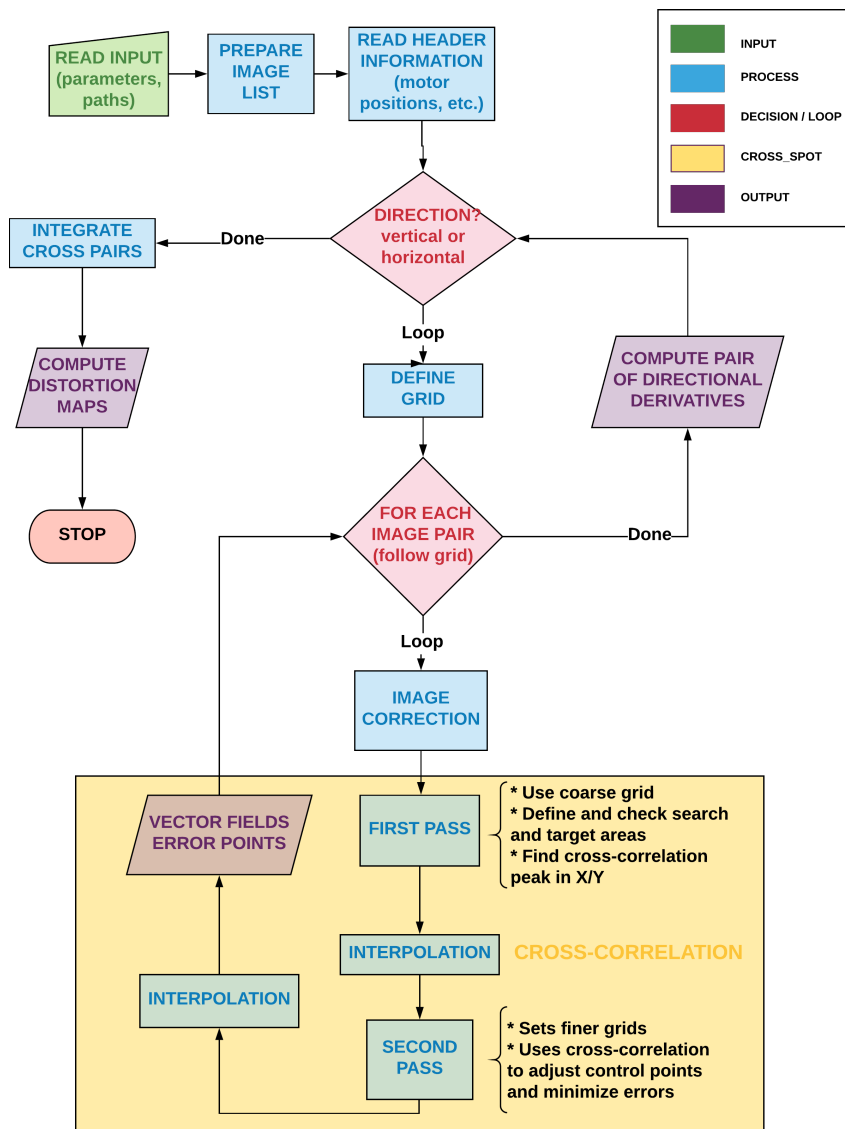 READ INPUT
(parameters,
paths)
PREPARE
IMAGE
LIST
READ HEADER
INFORMATION
(motor
positions, etc.)
INPUT
PROCESS
DECISION / LOOP
CROSS_SPOT
OUTPUT
DIRECTION?
vertical or
horizontal
Done
INTEGRATE
CROSS PAIRS
COMPUTE
DISTORTION
MAPS
STOP
Loop
DEFINE
GRID
COMPUTE PAIR
OF DIRECTIONAL
DERIVATIVES
FOR EACH
IMAGE PAIR
(follow grid)
Done
Loop
IMAGE
CORRECTION
FIRST PASS
* Use coarse grid
* Define and check search
and target areas
* Find cross-correlation
peak in X/Y
VECTOR FIELDS
ERROR POINTS
INTERPOLATION
CROSS-CORRELATION
INTERPOLATION
SECOND
PASS
* Sets finer grids
* Uses cross-correlation
to adjust control points
and minimize errors